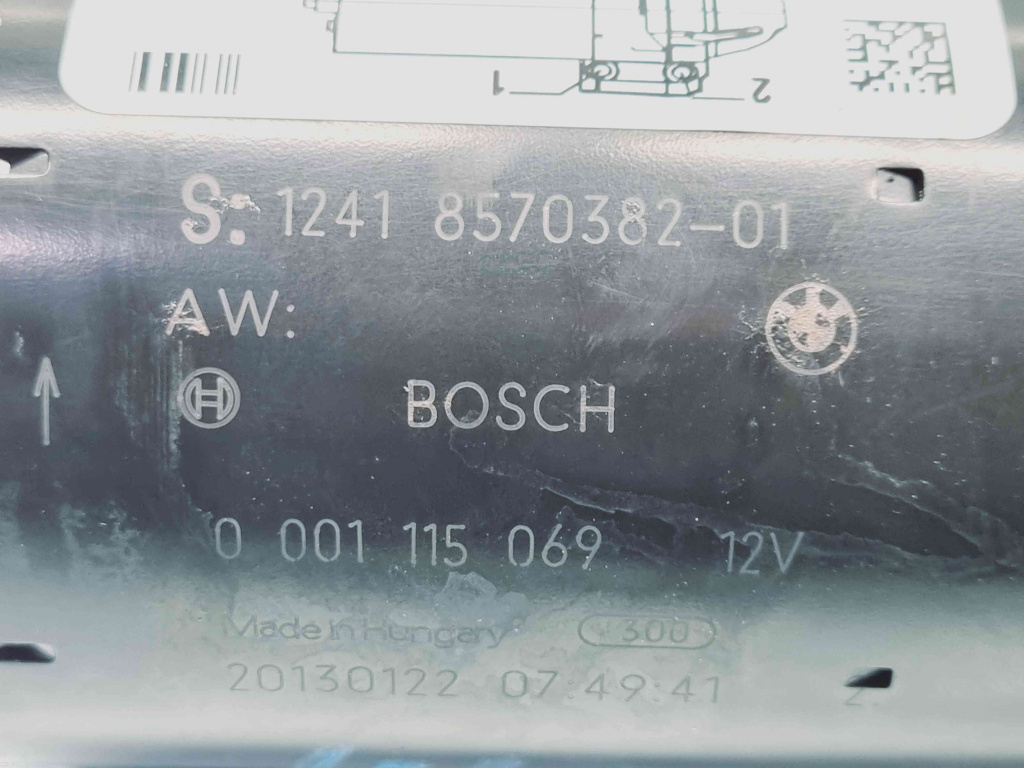 1
2
S: 1241 8570382-01
AW:
BOSCH
0 001 115 069 12V
Made in Hungary 300
20130122 07:49:41
2